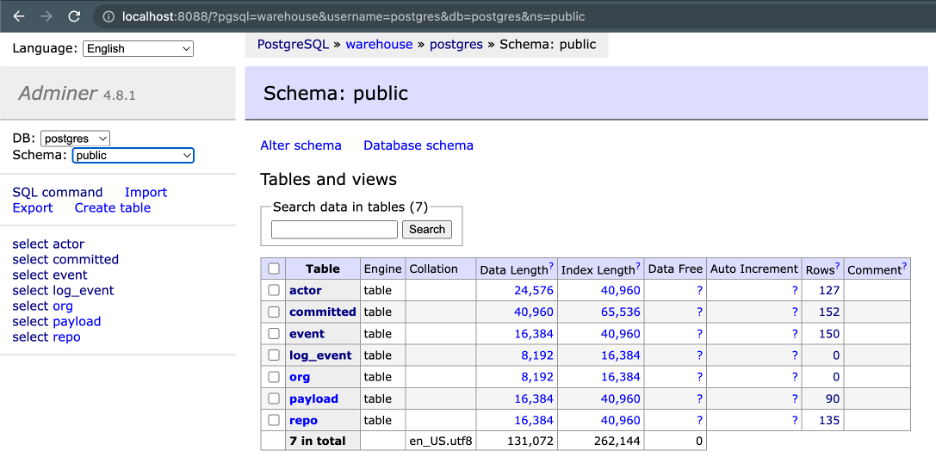 localhost:8088/?pgsql=warehouse&username=postgres&db=postgres&ns=public
Language: English
PostgreSQL » warehouse » postgres » Schema: public
Adminer 4.8.1
Schema: public
DB: postgres
Schema: public
Alter schema Database schema
SQL command Import
Export Create table
select actor
select committed
select event
select log_event
select org
select payload
select repo
Tables and views
Search data in tables (7)
Search
Table Engine Collation Data Length? Index Length? Data Free Auto Increment Rows? Comment?
actor table 24,576 40,960 ? ? 127
committed table 40,960 65,536 ? ? 152
event table 16,384 40,960 ? ? 150
log_event table 8,192 16,384 ? ? 0
org table 8,192 16,384 ? ? 0
payload table 16,384 40,960 ? ? 90
repo table 16,384 40,960 ? ? 135
7 in total en_US.utf8 131,072 262,144 0